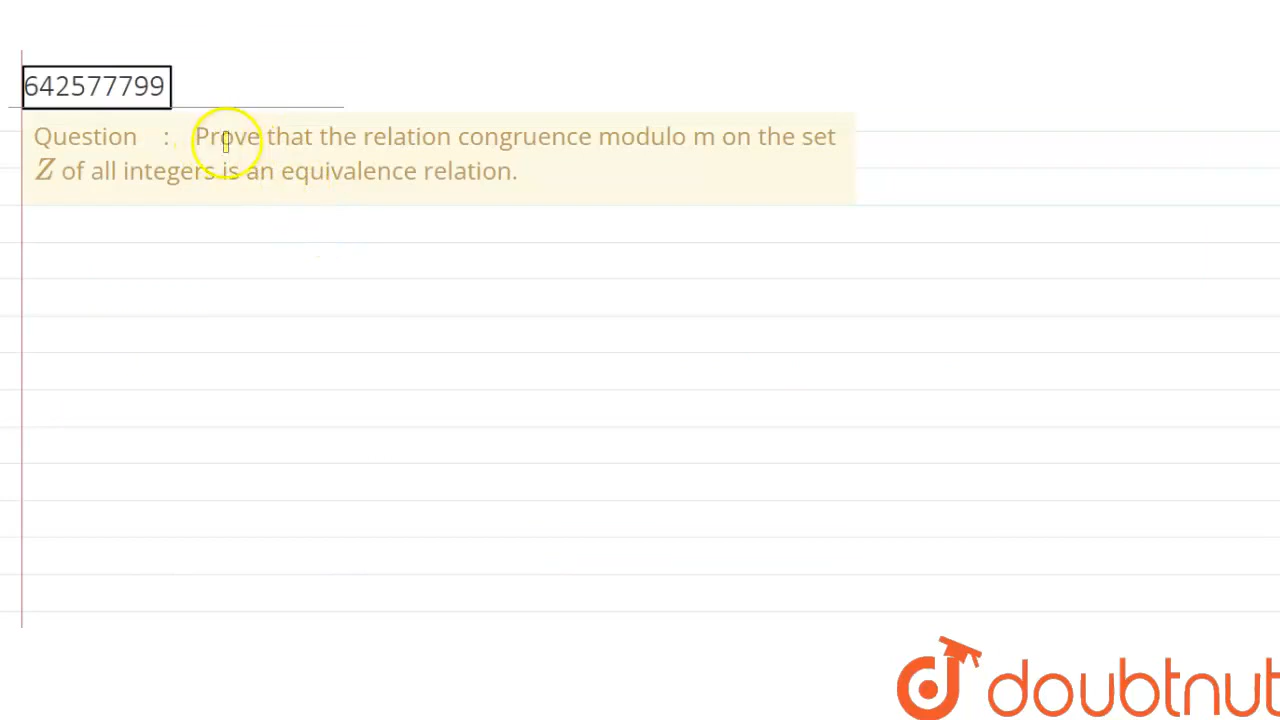 642577799
Question : Prove that the relation congruence modulo m on the set
Z of all integers is an equivalence relation.
doubtnut